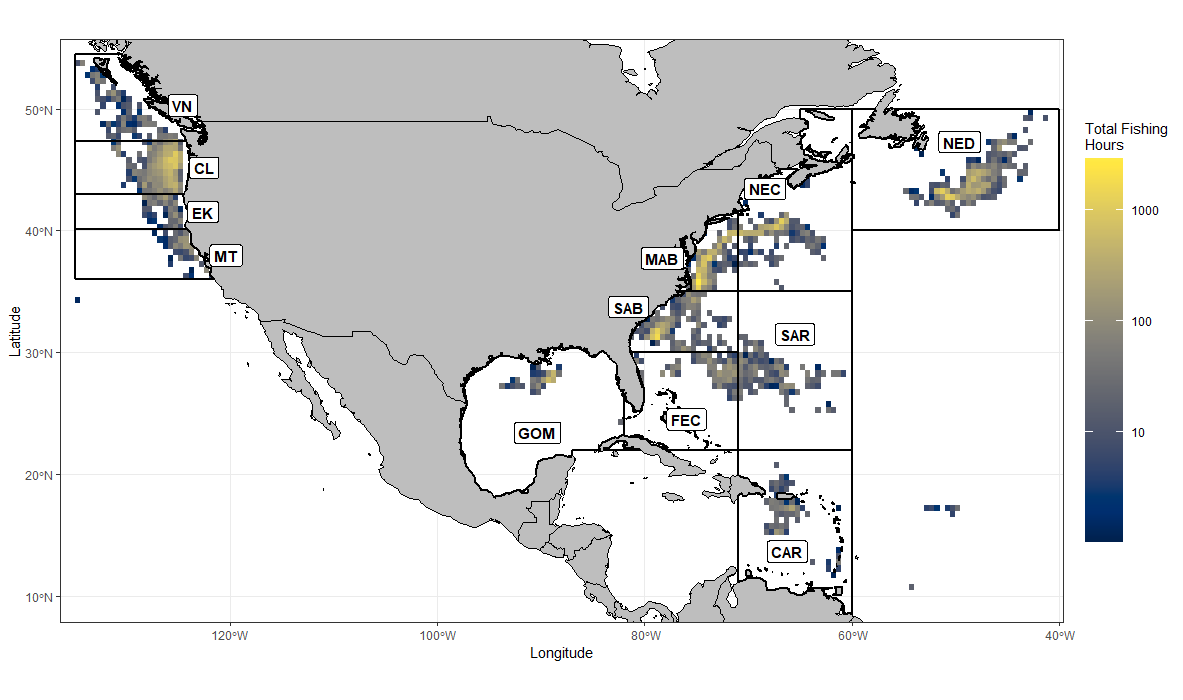 50°N
40°N
30°N
20°N
10°N
Latitude
VN
CL
EK
MT
NED
NEC
MAB
SAB
SAR
FEC
GOM
CAR
120°W
100°W
80°W
60°W
40°W
Longitude
Total Fishing
Hours
1000
100
10